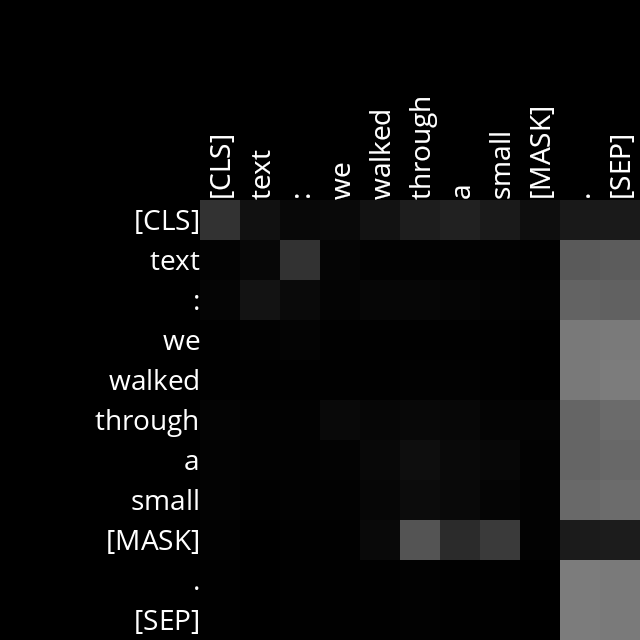 [CLS] text : we walked through a small [MASK] . [SEP]
[CLS]
text
:
we
walked
through
a
small
[MASK]
.
[SEP]